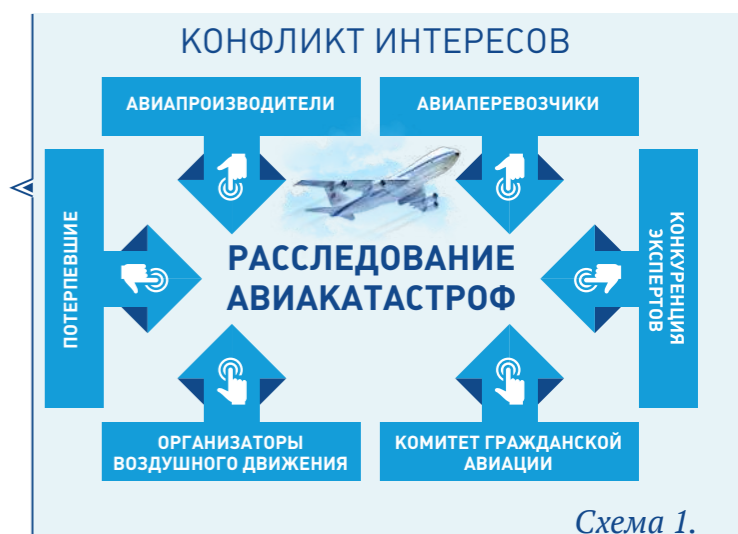 КОНФЛИКТ ИНТЕРЕСОВ
АВИАПРОИЗВОДИТЕЛИ
АВИАПЕРЕВОЗЧИКИ
ПОТЕРПЕВШИЕ
РАССЛЕДОВАНИЕ
АВИАКАТАСТРОФ
КОНКУРЕНЦИЯ
ЭКСПЕРТОВ
ОРГАНИЗАТОРЫ
ВОЗДУШНОГО ДВИЖЕНИЯ
КОМИТЕТ ГРАЖДАНСКОЙ
АВИАЦИИ
Схема 1.